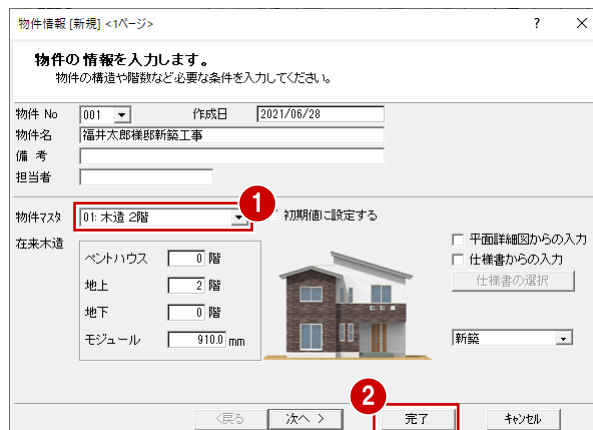 物件情報 [新規] <1ページ> ? ×
物件の情報を入力します。
物件の構造や階数など必要な条件を入力してください。
物件 No 001 作成日 2021/06/28
物件名 福井太郎様邸新築工事
備 考
担当者
1
物件マスタ 01: 木造 2階 初期値に設定する
在来木造
ペントハウス 0 階
地上 2 階
地下 0 階
モジュール 910.0 mm
平面詳細図からの入力
仕様書からの入力
仕様書の選択
新築
2
<戻る 次へ > 完了 キャンセル